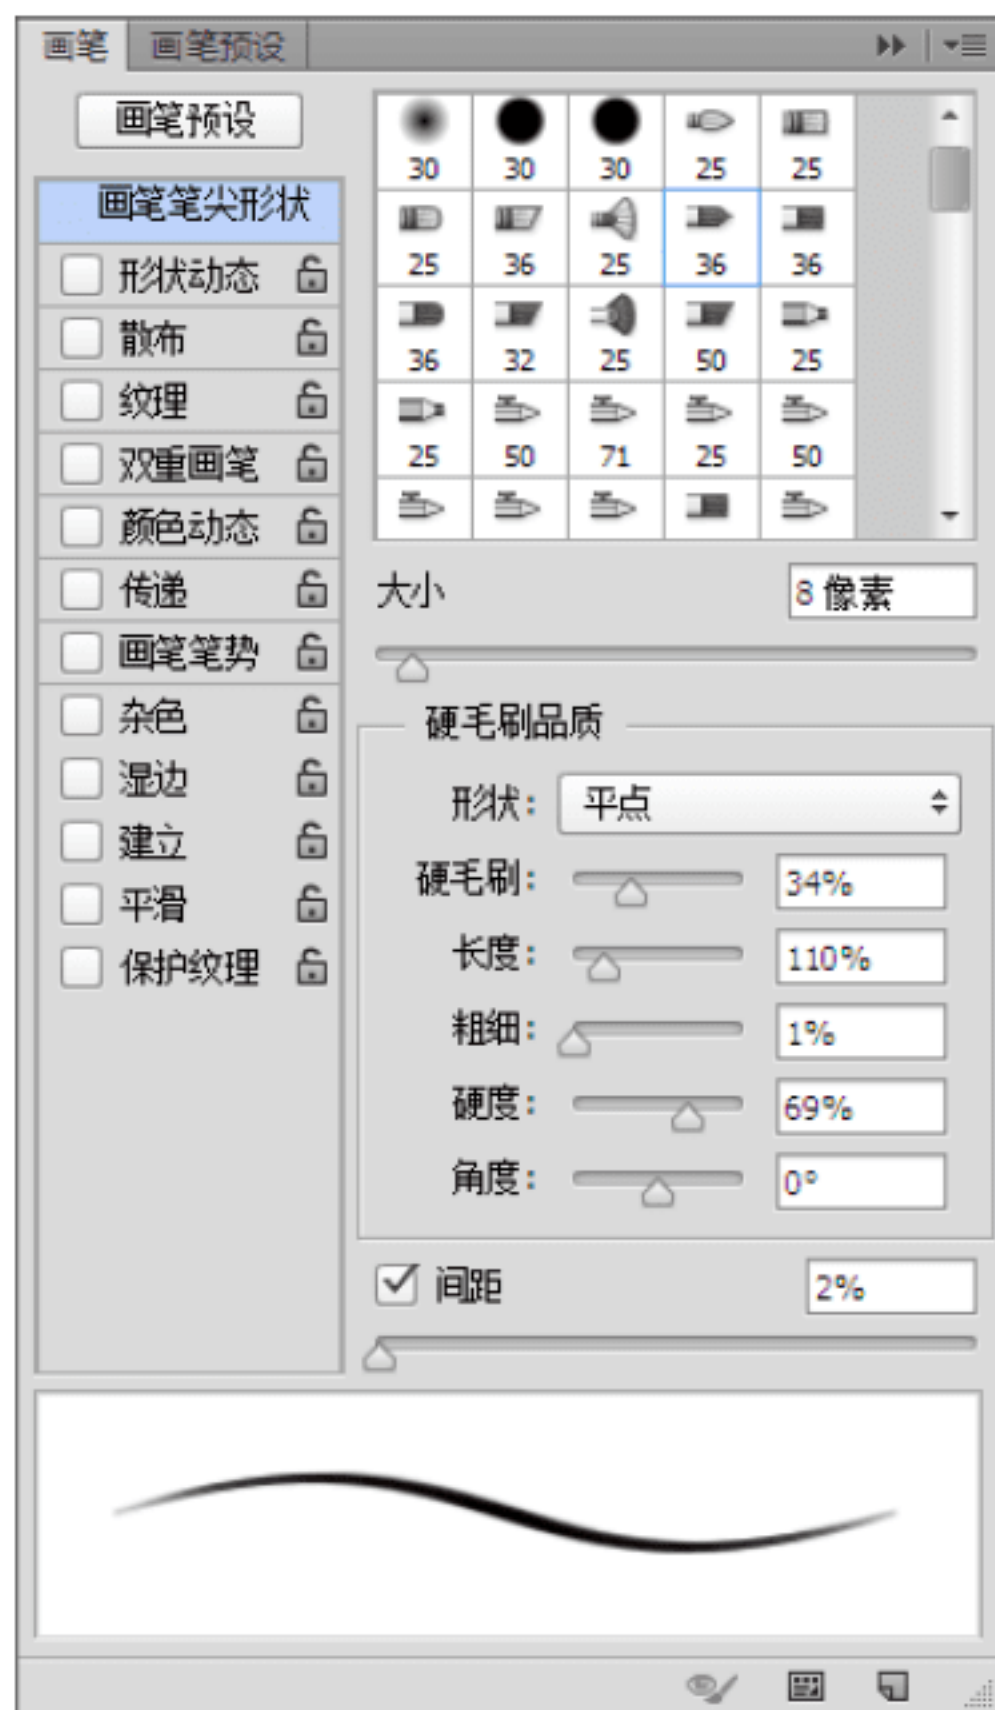 画笔 画笔预设
画笔预设
画笔笔尖形状
形状动态
散布
纹理
双重画笔
颜色动态
传递
画笔笔势
杂色
湿边
建立
平滑
保护纹理
30 30 30 25 25
25 36 25 36 36
36 32 25 50 25
25 50 71 25 50
大小 8 像素
硬毛刷品质
形状: 平点
硬毛刷: 34%
长度: 110%
粗细: 1%
硬度: 69%
角度: 0°
间距 2%